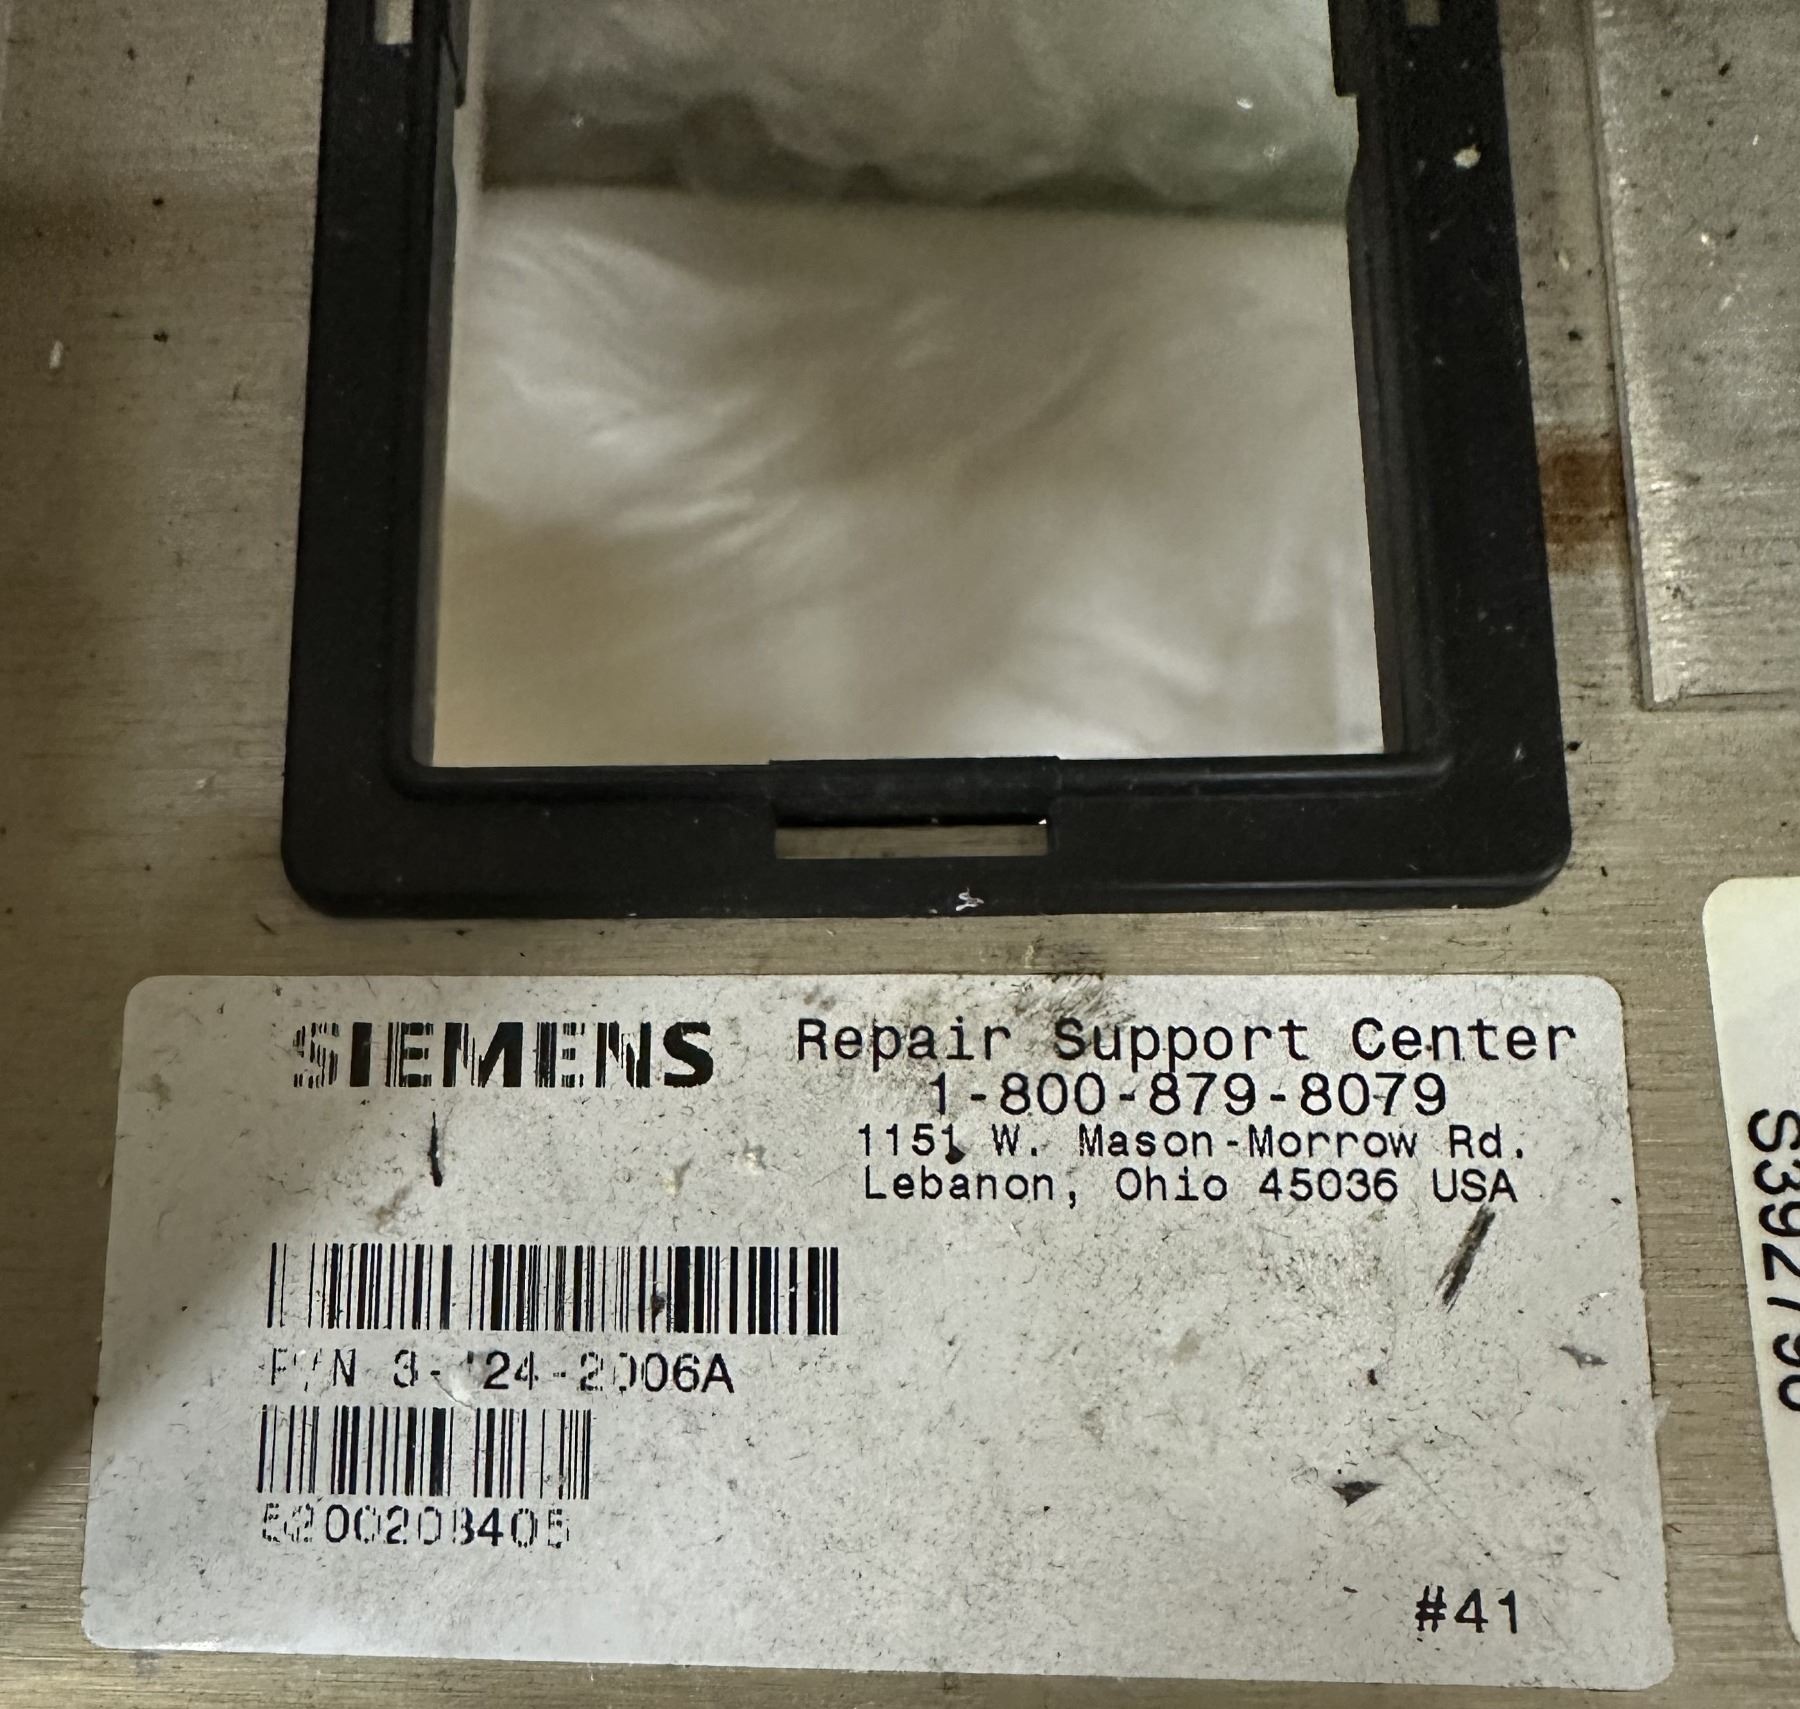 SIEMENS
Repair Support Center
1-800-879-8079
1151 W. Mason-Morrow Rd.
Lebanon, Ohio 45036 USA
P/N
#41